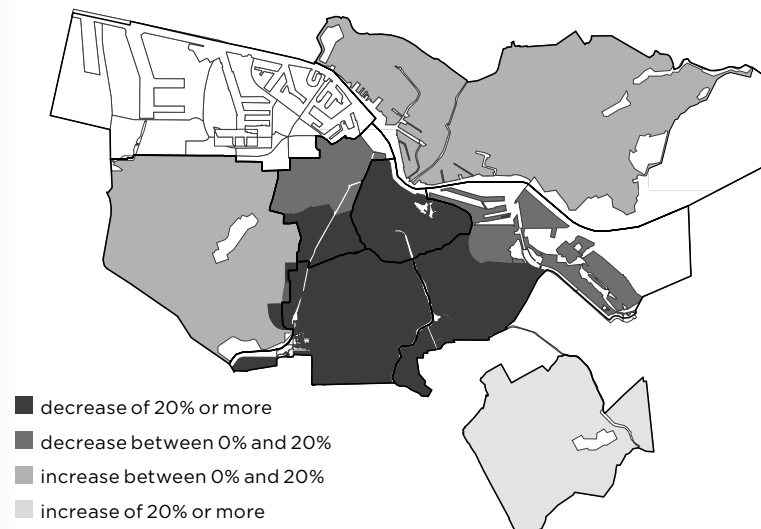 decrease of 20% or more
decrease between 0% and 20%
increase between 0% and 20%
increase of 20% or more